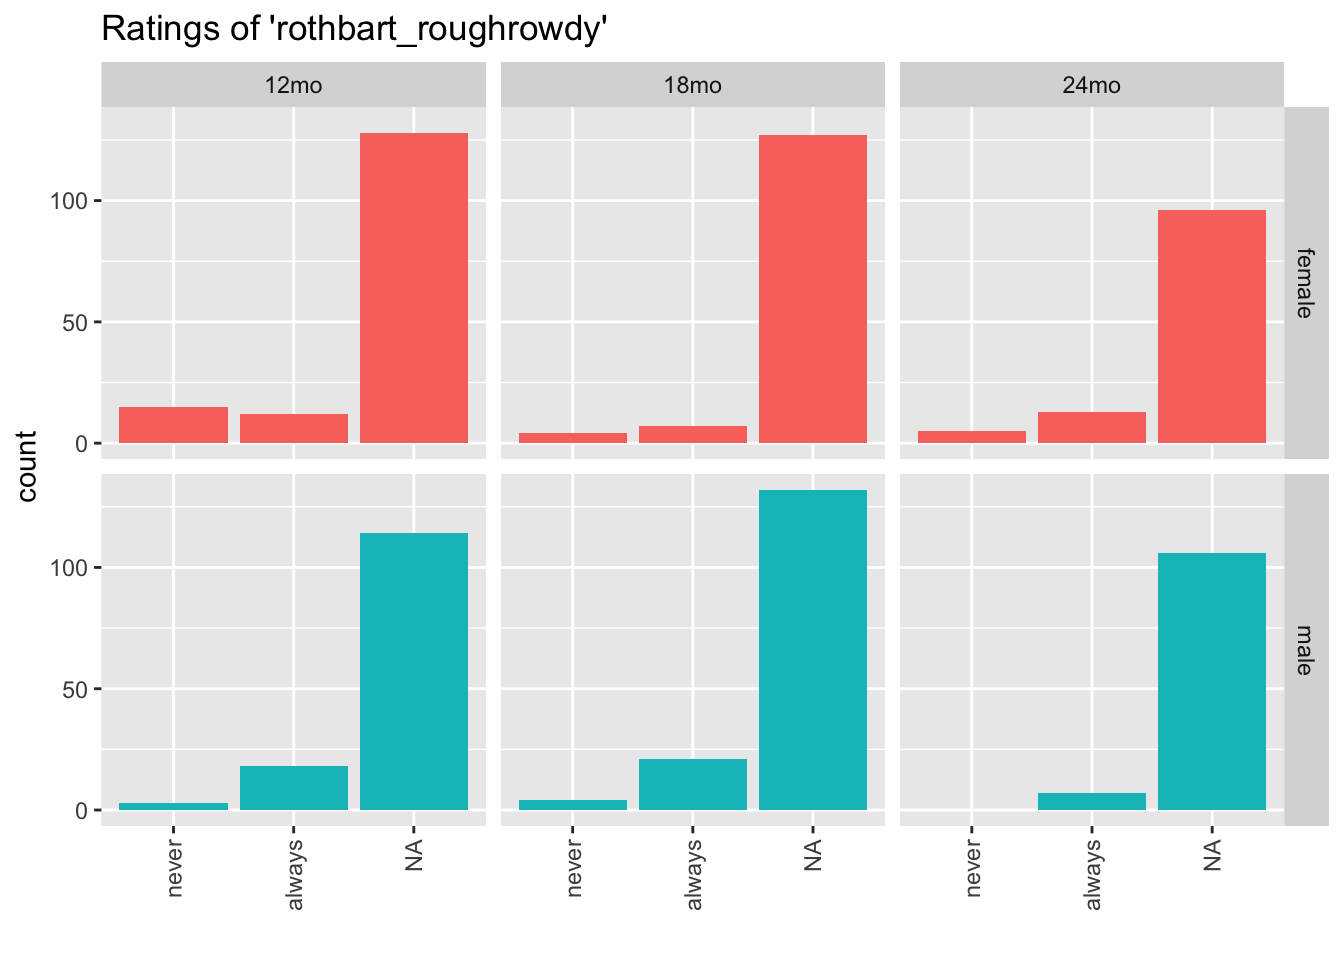 Ratings of 'rothbart_roughrowdy'
12mo
18mo
24mo
100
50
0
female
count
100
50
0
male
never
always
NA
never
always
NA
never
always
NA